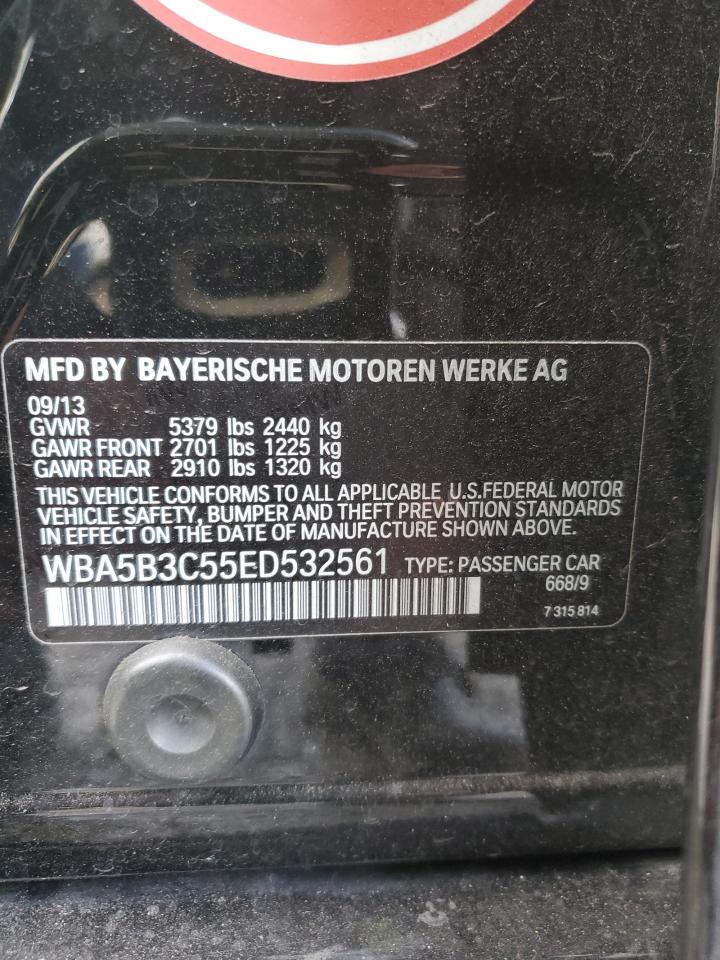 MFD BY BAYERISCHE MOTOREN WERKE AG
09/13
GVWR 5379 lbs 2440 kg
GAWR FRONT 2701 lbs 1225 kg
GAWR REAR 2910 lbs 1320 kg
THIS VEHICLE CONFORMS TO ALL APPLICABLE U.S.FEDERAL MOTOR
VEHICLE SAFETY, BUMPER AND THEFT PREVENTION STANDARDS
IN EFFECT ON THE DATE OF MANUFACTURE SHOWN ABOVE.
WBA5B3C55ED532561 TYPE: PASSENGER CAR
668/9
7 315 814